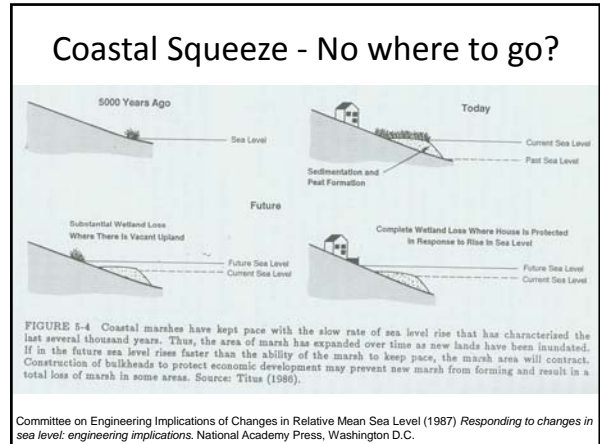 Coastal Squeeze - No where to go?
5000 Years Ago
Sea Level
Today
Current Sea Level
Past Sea Level
Sedimentation and
Peat Formation
Future
Substantial Wetland Loss
Where There Is Vacant Upland
Future Sea Level
Current Sea Level
Complete Wetland Loss Where House Is Protected
In Response to Rise In Sea Level
Future Sea Level
Current Sea Level
FIGURE 5-4 Coastal marshes have kept pace with the slow rate of sea level rise that has characterized the
last several thousand years. Thus, the area of marsh has expanded over time as new lands have been inundated.
If in the future sea level rises faster than the ability of the marsh to keep pace, the marsh area will contract.
Construction of bulkheads to protect economic development may prevent new marsh from forming and result in a
total loss of marsh in some areas. Source: Titus (1986).
Committee on Engineering Implications of Changes in Relative Mean Sea Level (1987) Responding to changes in
sea level: engineering implications. National Academy Press, Washington D.C.